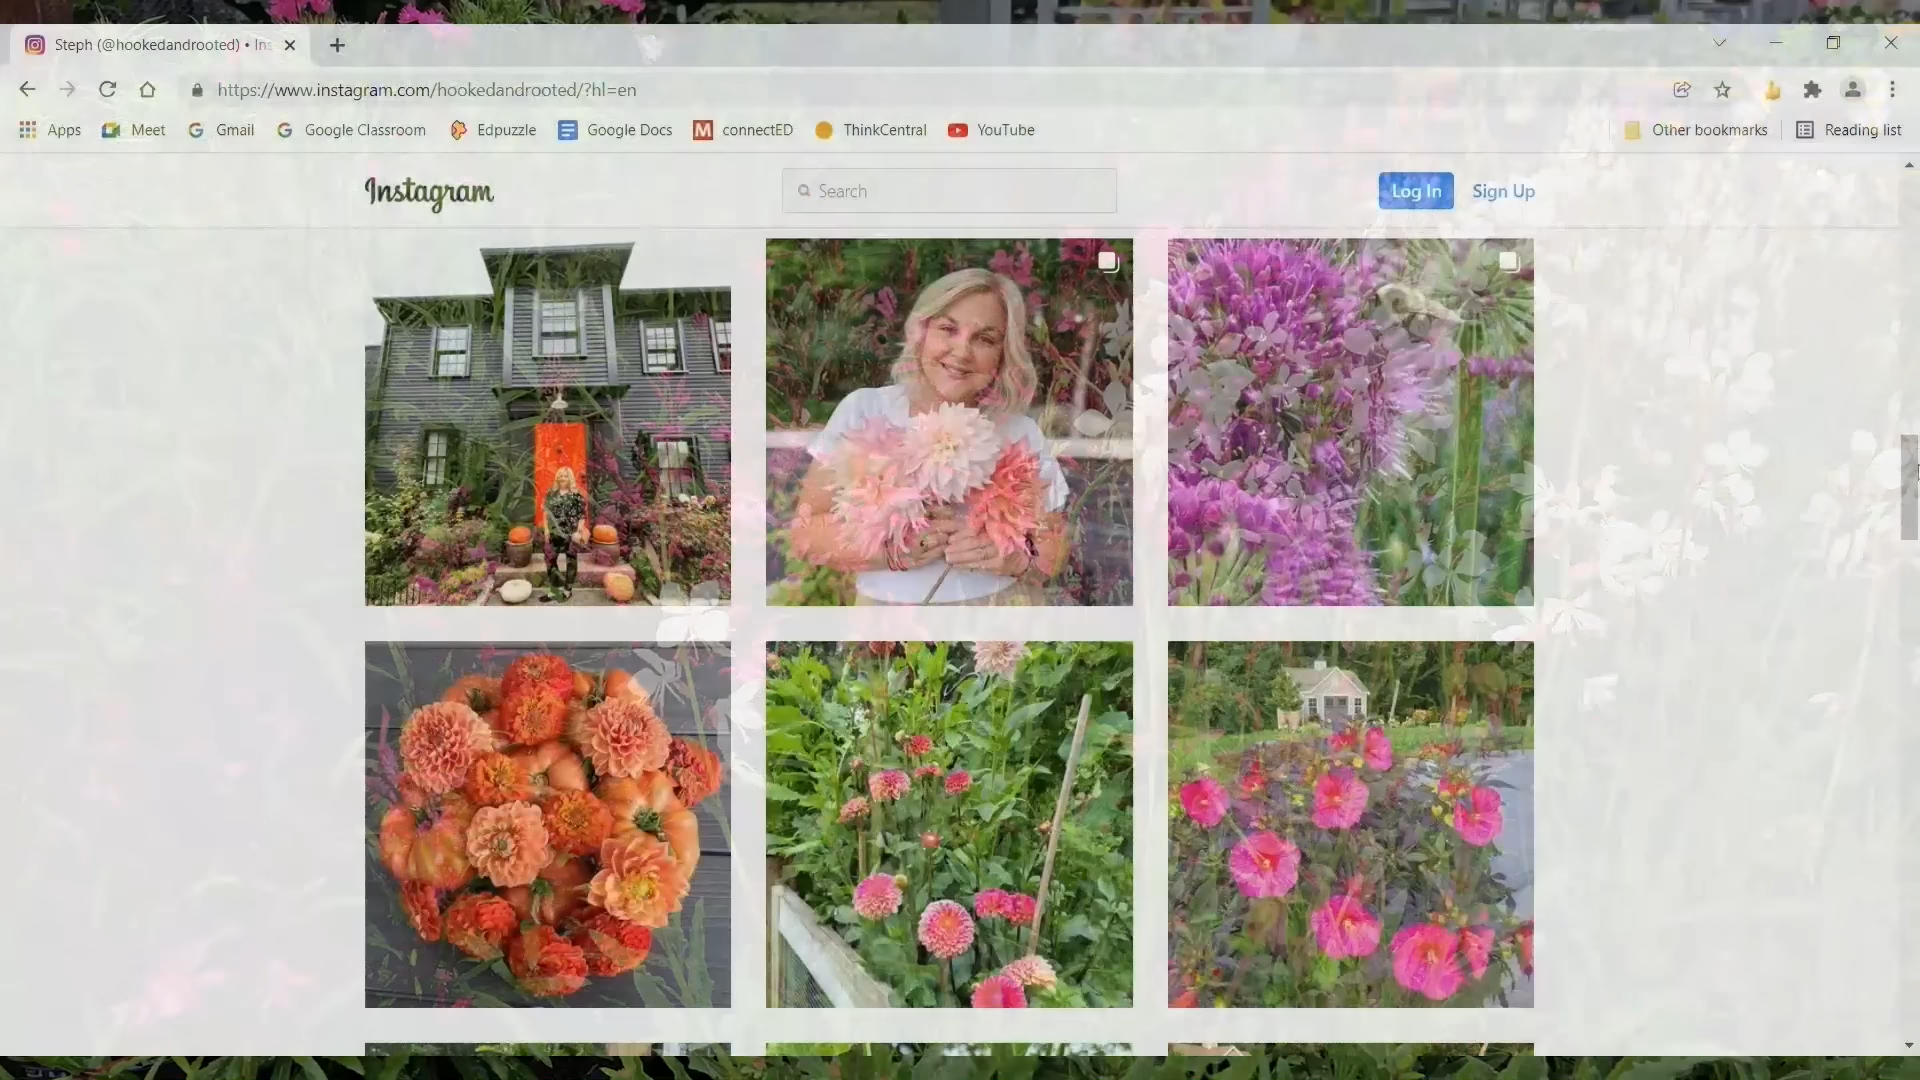 Steph (@hookedandrooted) • Ins
https://www.instagram.com/hookedandrooted/?hl=en
Apps Meet Gmail Google Classroom Edpuzzle Google Docs connectED ThinkCentral YouTube Other bookmarks Reading list
Instagram Search Log In Sign Up